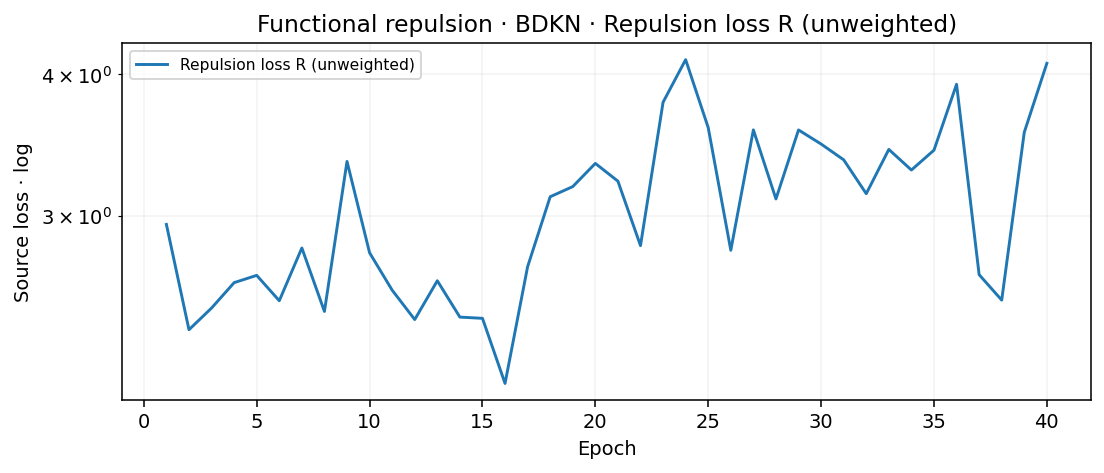 Functional repulsion · BDKN · Repulsion loss R (unweighted)
Repulsion loss R (unweighted)
Source loss · log
4 × 10⁰
3 × 10⁰
0 5 10 15 20 25 30 35 40
Epoch